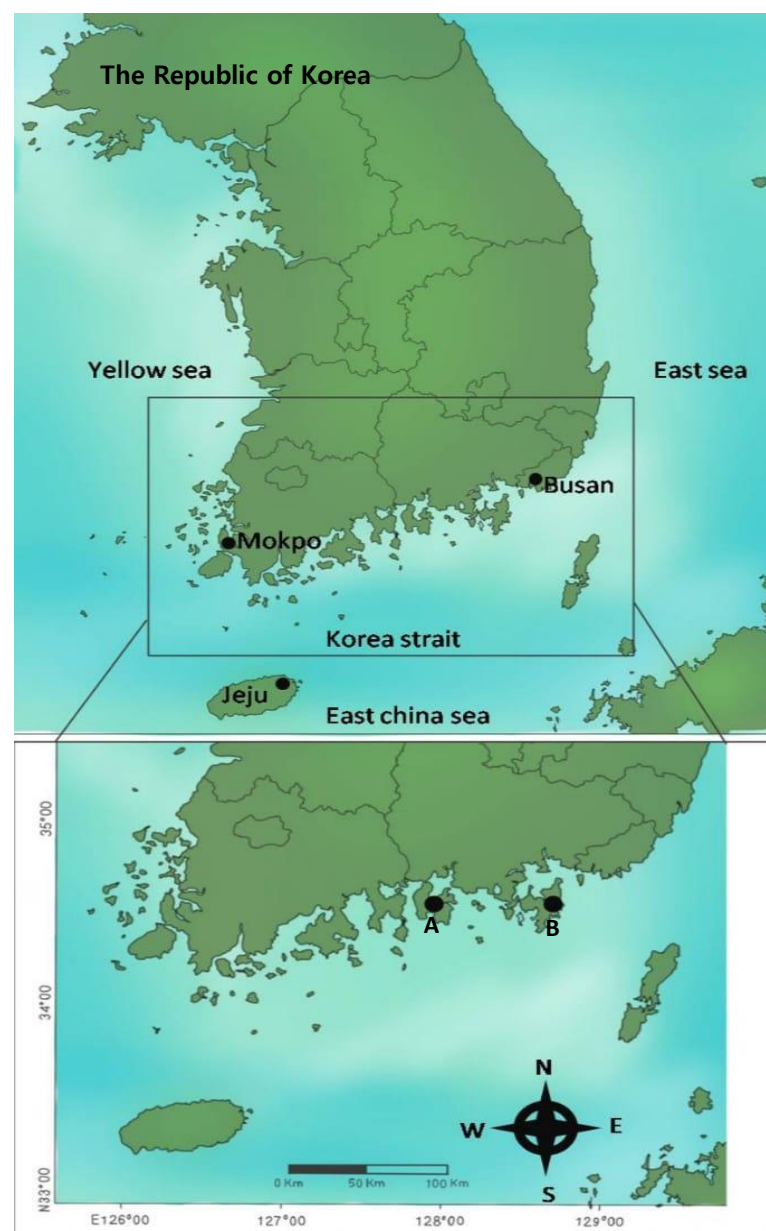 The Republic of Korea
Yellow sea
East sea
Busan
Mokpo
Korea strait
Jeju
East china sea
35°00
34°00
N33°00
A
B
N
W
E
S
0 Km
50 Km
100 Km
E126°00
127°00
128°00
129°00